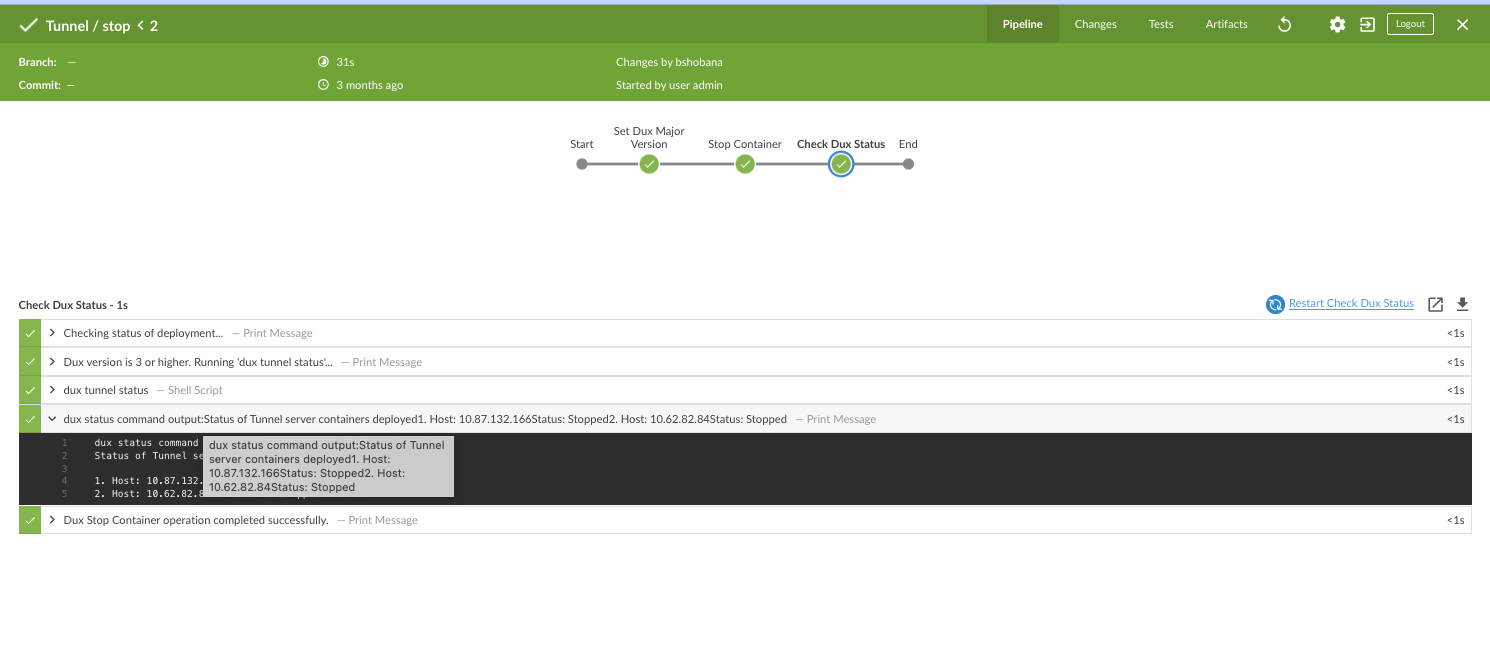 Tunnel / stop < 2
Pipeline
Changes
Tests
Artifacts
Logout
Branch: —
31s
Changes by bshobana
Commit: —
3 months ago
Started by user admin
Start
Set Dux Major
Version
Stop Container
Check Dux Status
End
Check Dux Status - 1s
Restart Check Dux Status
Checking status of deployment... — Print Message
<1s
Dux version is 3 or higher. Running 'dux tunnel status'... — Print Message
<1s
dux tunnel status — Shell Script
<1s
dux status command output:Status of Tunnel server containers deployed1. Host: 10.87.132.166Status: Stopped2. Host: 10.62.82.84Status: Stopped — Print Message
<1s
1 dux status command
2 Status of Tunnel
3
4 1. Host: 10.87.132.
5 2. Host: 10.62.82.
dux status command output:Status of Tunnel
server containers deployed1. Host:
10.87.132.166Status: Stopped2. Host:
10.62.82.84Status: Stopped
Dux Stop Container operation completed successfully. — Print Message
<1s